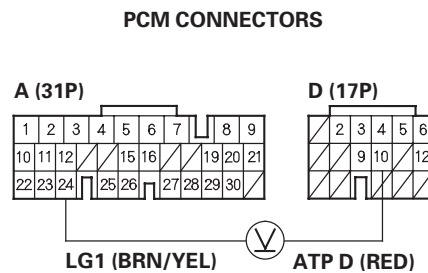 PCM CONNECTORS
A (31P) D (17P)
1 2 3 4 5 6 7 8 9 2 3 4 5 6
10 11 12 15 16 19 20 21 9 10 12
22 23 24 25 26 27 28 29 30
V
LG1 (BRN/YEL) ATP D (RED)